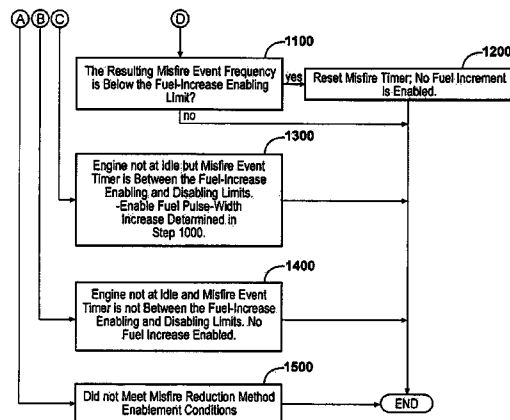 A B C D
1100
The Resulting Misfire Event Frequency
is Below the Fuel-Increase Enabling
Limit?
yes
no
1200
Reset Misfire Timer; No Fuel Increment
is Enabled.
1300
Engine not at Idle but Misfire Event
Timer is Between the Fuel-Increase
Enabling and Disabling Limits.
-Enable Fuel Pulse-Width
Increase Determined in
Step 1000.
1400
Engine not at Idle and Misfire Event
Timer is not Between the Fuel-Increase
Enabling and Disabling Limits. No
Fuel Increase Enabled.
1500
Did not Meet Misfire Reduction Method
Enablement Conditions
END